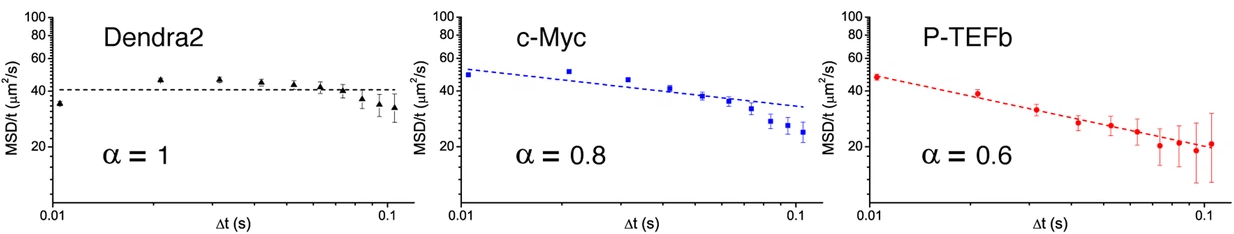 100
80
60
40
20
MSD/t (μm²/s)
Dendra2
α = 1
0.01
0.1
Δt (s)
100
80
60
40
20
MSD/t (μm²/s)
c-Myc
α = 0.8
0.01
0.1
Δt (s)
100
80
60
40
20
MSD/t (μm²/s)
P-TEFb
α = 0.6
0.01
0.1
Δt (s)